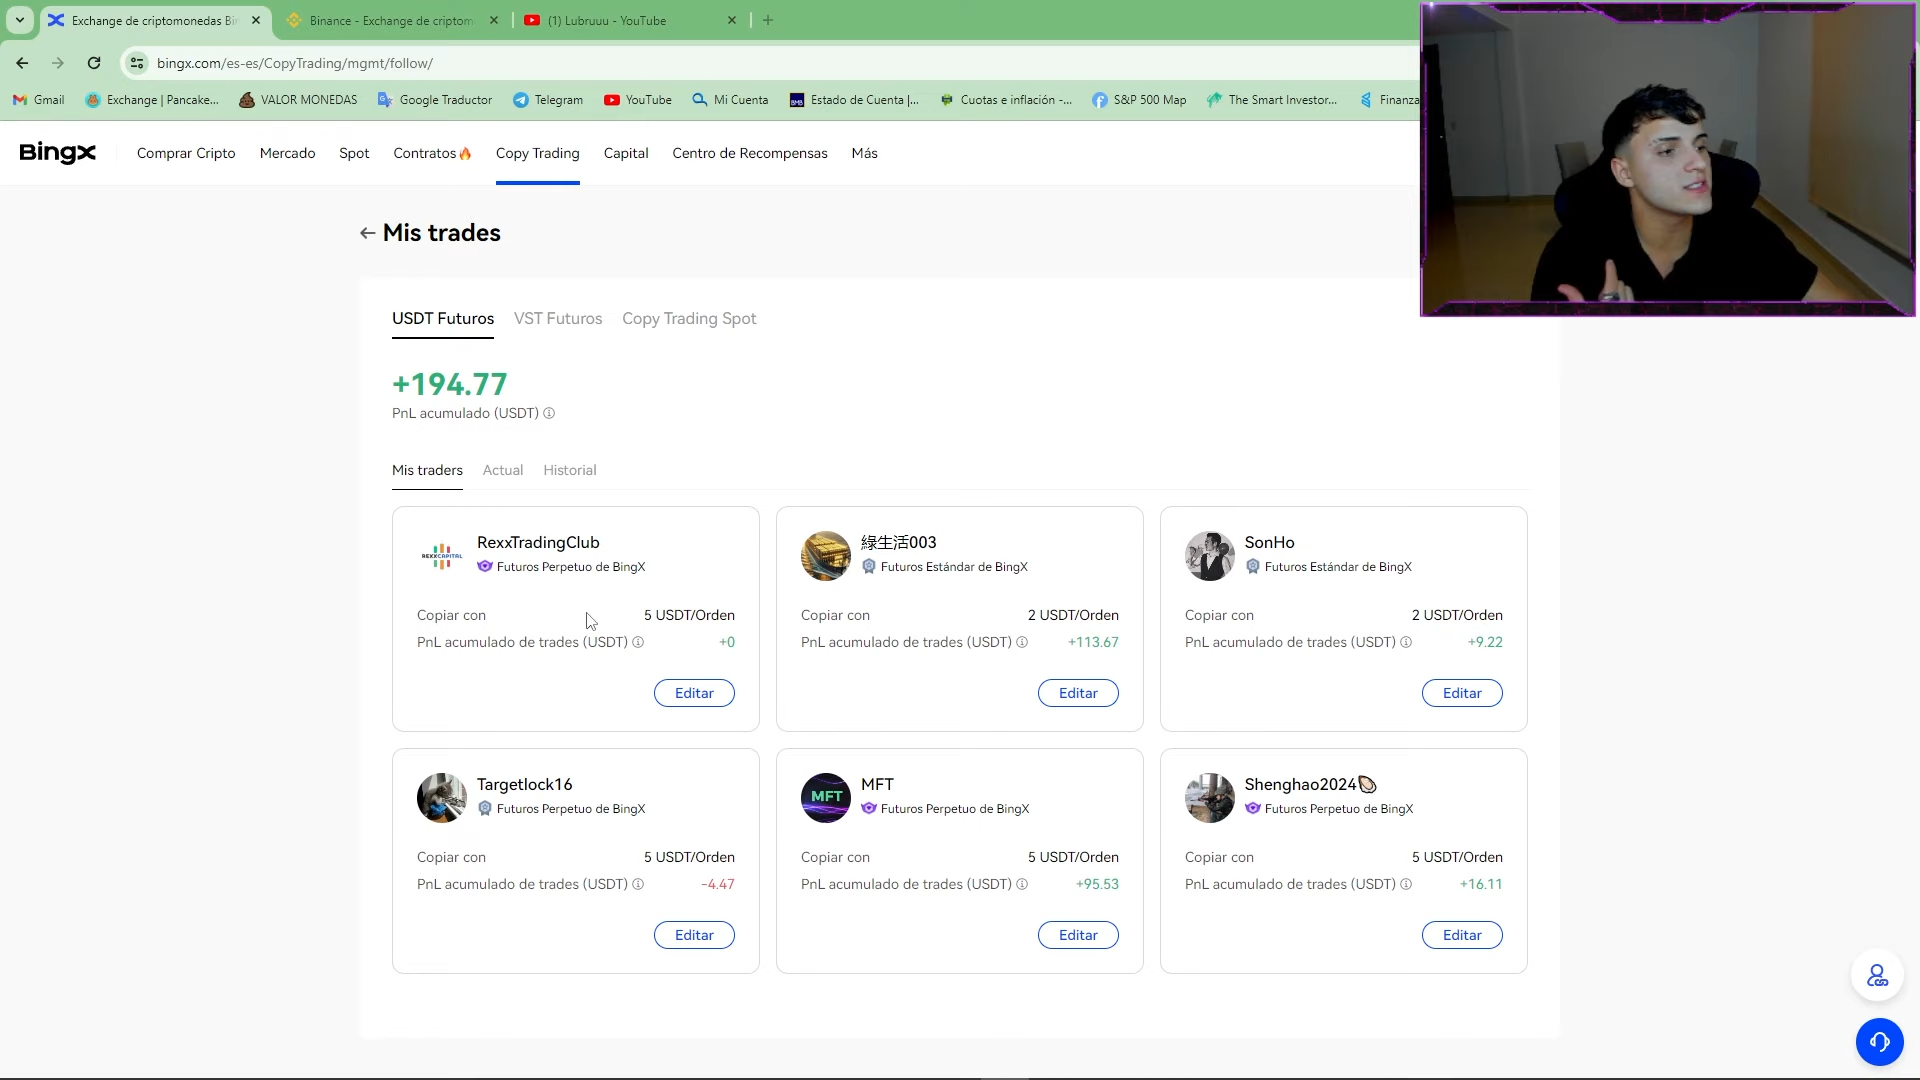 Exchange de criptomonedas Bin
Binance - Exchange de criptom
(1) Lubruuu - YouTube
bingx.com/es-es/CopyTrading/mgmt/follow/
Gmail
Exchange | Pancake...
VALOR MONEDAS
Google Traductor
Telegram
YouTube
Mi Cuenta
Estado de Cuenta |...
Cuotas e inflación -...
S&P 500 Map
The Smart Investor...
Finanza
BingX
Comprar Cripto
Mercado
Spot
Contratos🔥
Copy Trading
Capital
Centro de Recompensas
Más
← Mis trades
USDT Futuros
VST Futuros
Copy Trading Spot
+194.77
PnL acumulado (USDT)
Mis traders
Actual
Historial
REXXCAPITAL
RexxTradingClub
Futuros Perpetuo de BingX
Copiar con 5 USDT/Orden
PnL acumulado de trades (USDT) +0
Editar
綠生活003
Futuros Estándar de BingX
Copiar con 2 USDT/Orden
PnL acumulado de trades (USDT) +113.67
Editar
SonHo
Futuros Estándar de BingX
Copiar con 2 USDT/Orden
PnL acumulado de trades (USDT) +9.22
Editar
Targetlock16
Futuros Perpetuo de BingX
Copiar con 5 USDT/Orden
PnL acumulado de trades (USDT) -4.47
Editar
MFT
MFT
Futuros Perpetuo de BingX
Copiar con 5 USDT/Orden
PnL acumulado de trades (USDT) +95.53
Editar
Shenghao2024🦪
Futuros Perpetuo de BingX
Copiar con 5 USDT/Orden
PnL acumulado de trades (USDT) +16.11
Editar